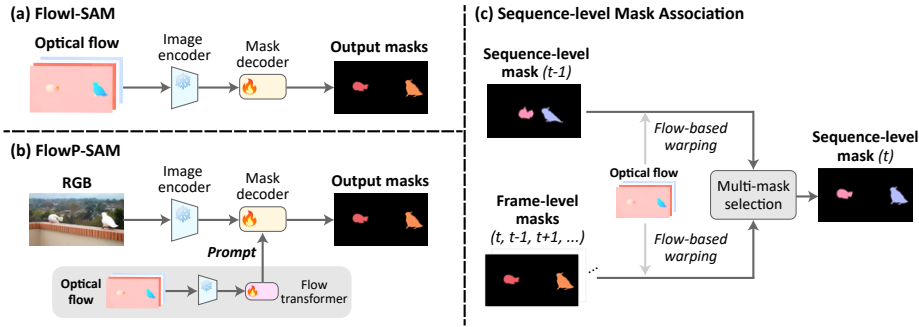 (a) FlowI-SAM
Optical flow
Image
encoder
Mask
decoder
Output masks
(b) FlowP-SAM
RGB
Image
encoder
Mask
decoder
Output masks
Prompt
Optical
flow
Flow
transformer
(c) Sequence-level Mask Association
Sequence-level
mask (t-1)
Flow-based
warping
Optical flow
Frame-level
masks
(t, t-1, t+1, ...)
Flow-based
warping
...
Multi-mask
selection
Sequence-level
mask (t)